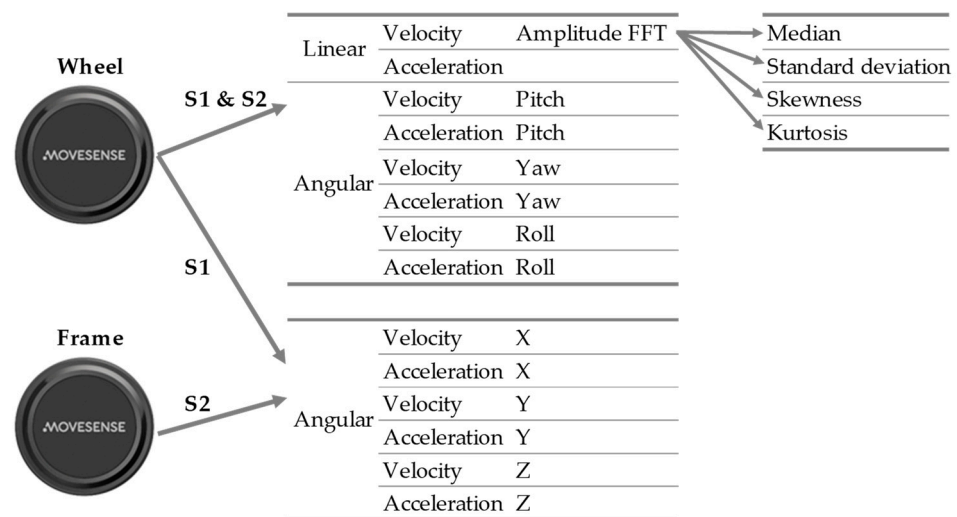 Wheel
MOVESENSE
S1 & S2
S1
Frame
MOVESENSE
S2
Linear
Velocity Amplitude FFT
Acceleration
Angular
Velocity Pitch
Acceleration Pitch
Velocity Yaw
Acceleration Yaw
Velocity Roll
Acceleration Roll
Angular
Velocity X
Acceleration X
Velocity Y
Acceleration Y
Velocity Z
Acceleration Z
Median
Standard deviation
Skewness
Kurtosis